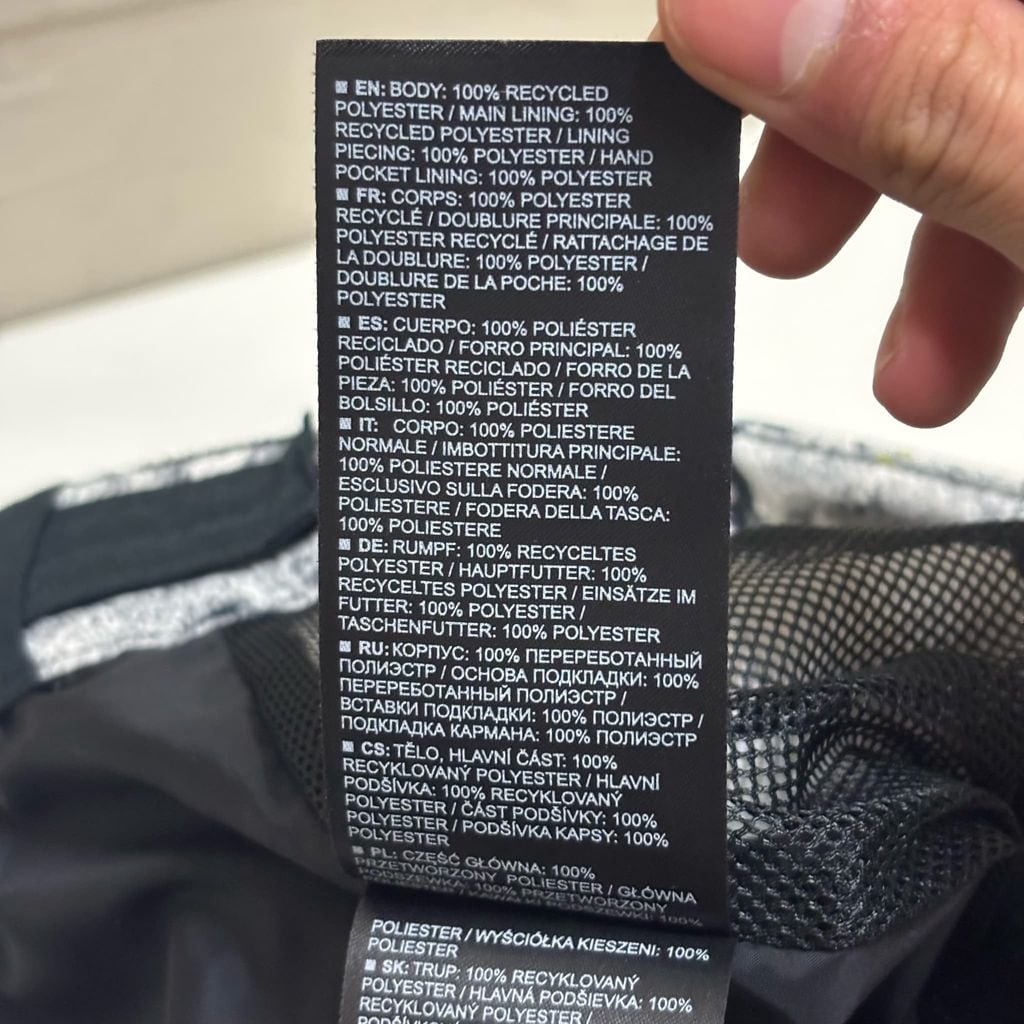 EN: BODY: 100% RECYCLED
POLYESTER / MAIN LINING: 100%
RECYCLED POLYESTER / LINING
PIECING: 100% POLYESTER / HAND
POCKET LINING: 100% POLYESTER
FR: CORPS: 100% POLYESTER
RECYCLÉ / DOUBLURE PRINCIPALE: 100%
POLYESTER RECYCLÉ / RATTACHAGE DE
LA DOUBLURE: 100% POLYESTER /
DOUBLURE DE LA POCHE: 100%
POLYESTER
ES: CUERPO: 100% POLIÉSTER
RECICLADO / FORRO PRINCIPAL: 100%
POLIÉSTER RECICLADO / FORRO DE LA
PIEZA: 100% POLIÉSTER / FORRO DEL
BOLSILLO: 100% POLIÉSTER
IT: CORPO: 100% POLIESTERE
NORMALE / IMBOTTITURA PRINCIPALE:
100% POLIESTERE NORMALE /
ESCLUSIVO SULLA FODERA: 100%
POLIESTERE / FODERA DELLA TASCA:
100% POLIESTERE
DE: RUMPF: 100% RECYCELTES
POLYESTER / HAUPTFUTTER: 100%
RECYCELTES POLYESTER / EINSÄTZE IM
FUTTER: 100% POLYESTER /
TASCHENFUTTER: 100% POLYESTER
RU: КОРПУС: 100% ПЕРЕРЕБОТАННЫЙ
ПОЛИЭСТР / ОСНОВА ПОДКЛАДКИ: 100%
ПЕРЕРЕБОТАННЫЙ ПОЛИЭСТР /
ВСТАВКИ ПОДКЛАДКИ: 100% ПОЛИЭСТР /
ПОДКЛАДКА КАРМАНА: 100% ПОЛИЭСТР
CS: TĚLO, HLAVNÍ ČÁST: 100%
RECYKLOVANÝ POLYESTER / HLAVNÍ
PODŠÍVKA: 100% RECYKLOVANÝ
POLYESTER / ČÁST PODŠÍVKY: 100%
POLYESTER / PODŠÍVKA KAPSY: 100%
POLYESTER
PL: CZEŚĆ GŁÓWNA: 100%
PRZETWORZONY POLIESTER / GŁÓWNA
PODSZEWKA: 100% PRZETWORZONY
100%
POLIESTER / WYŚCIÓŁKA KIESZENI: 100%
POLIESTER
SK: TRUP: 100% RECYKLOVANÝ
POLYESTER / HLAVNÁ PODŠIEVKA: 100%
RECYKLOVANÝ POLYESTER /